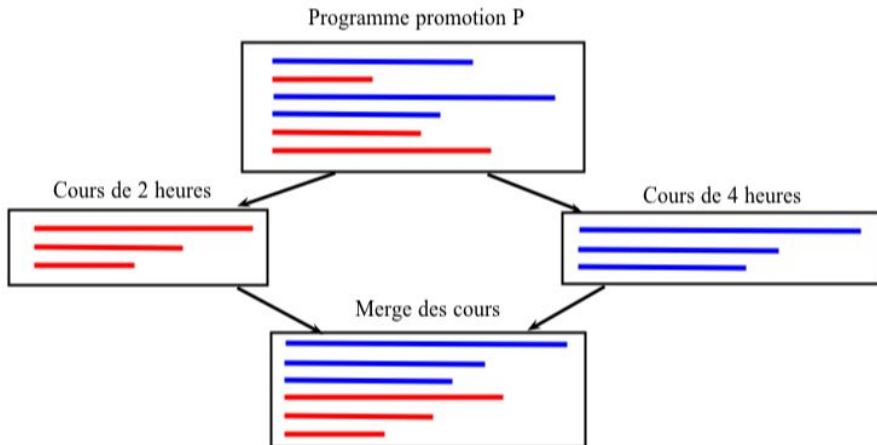 Programme promotion P
Cours de 2 heures
Cours de 4 heures
Merge des cours